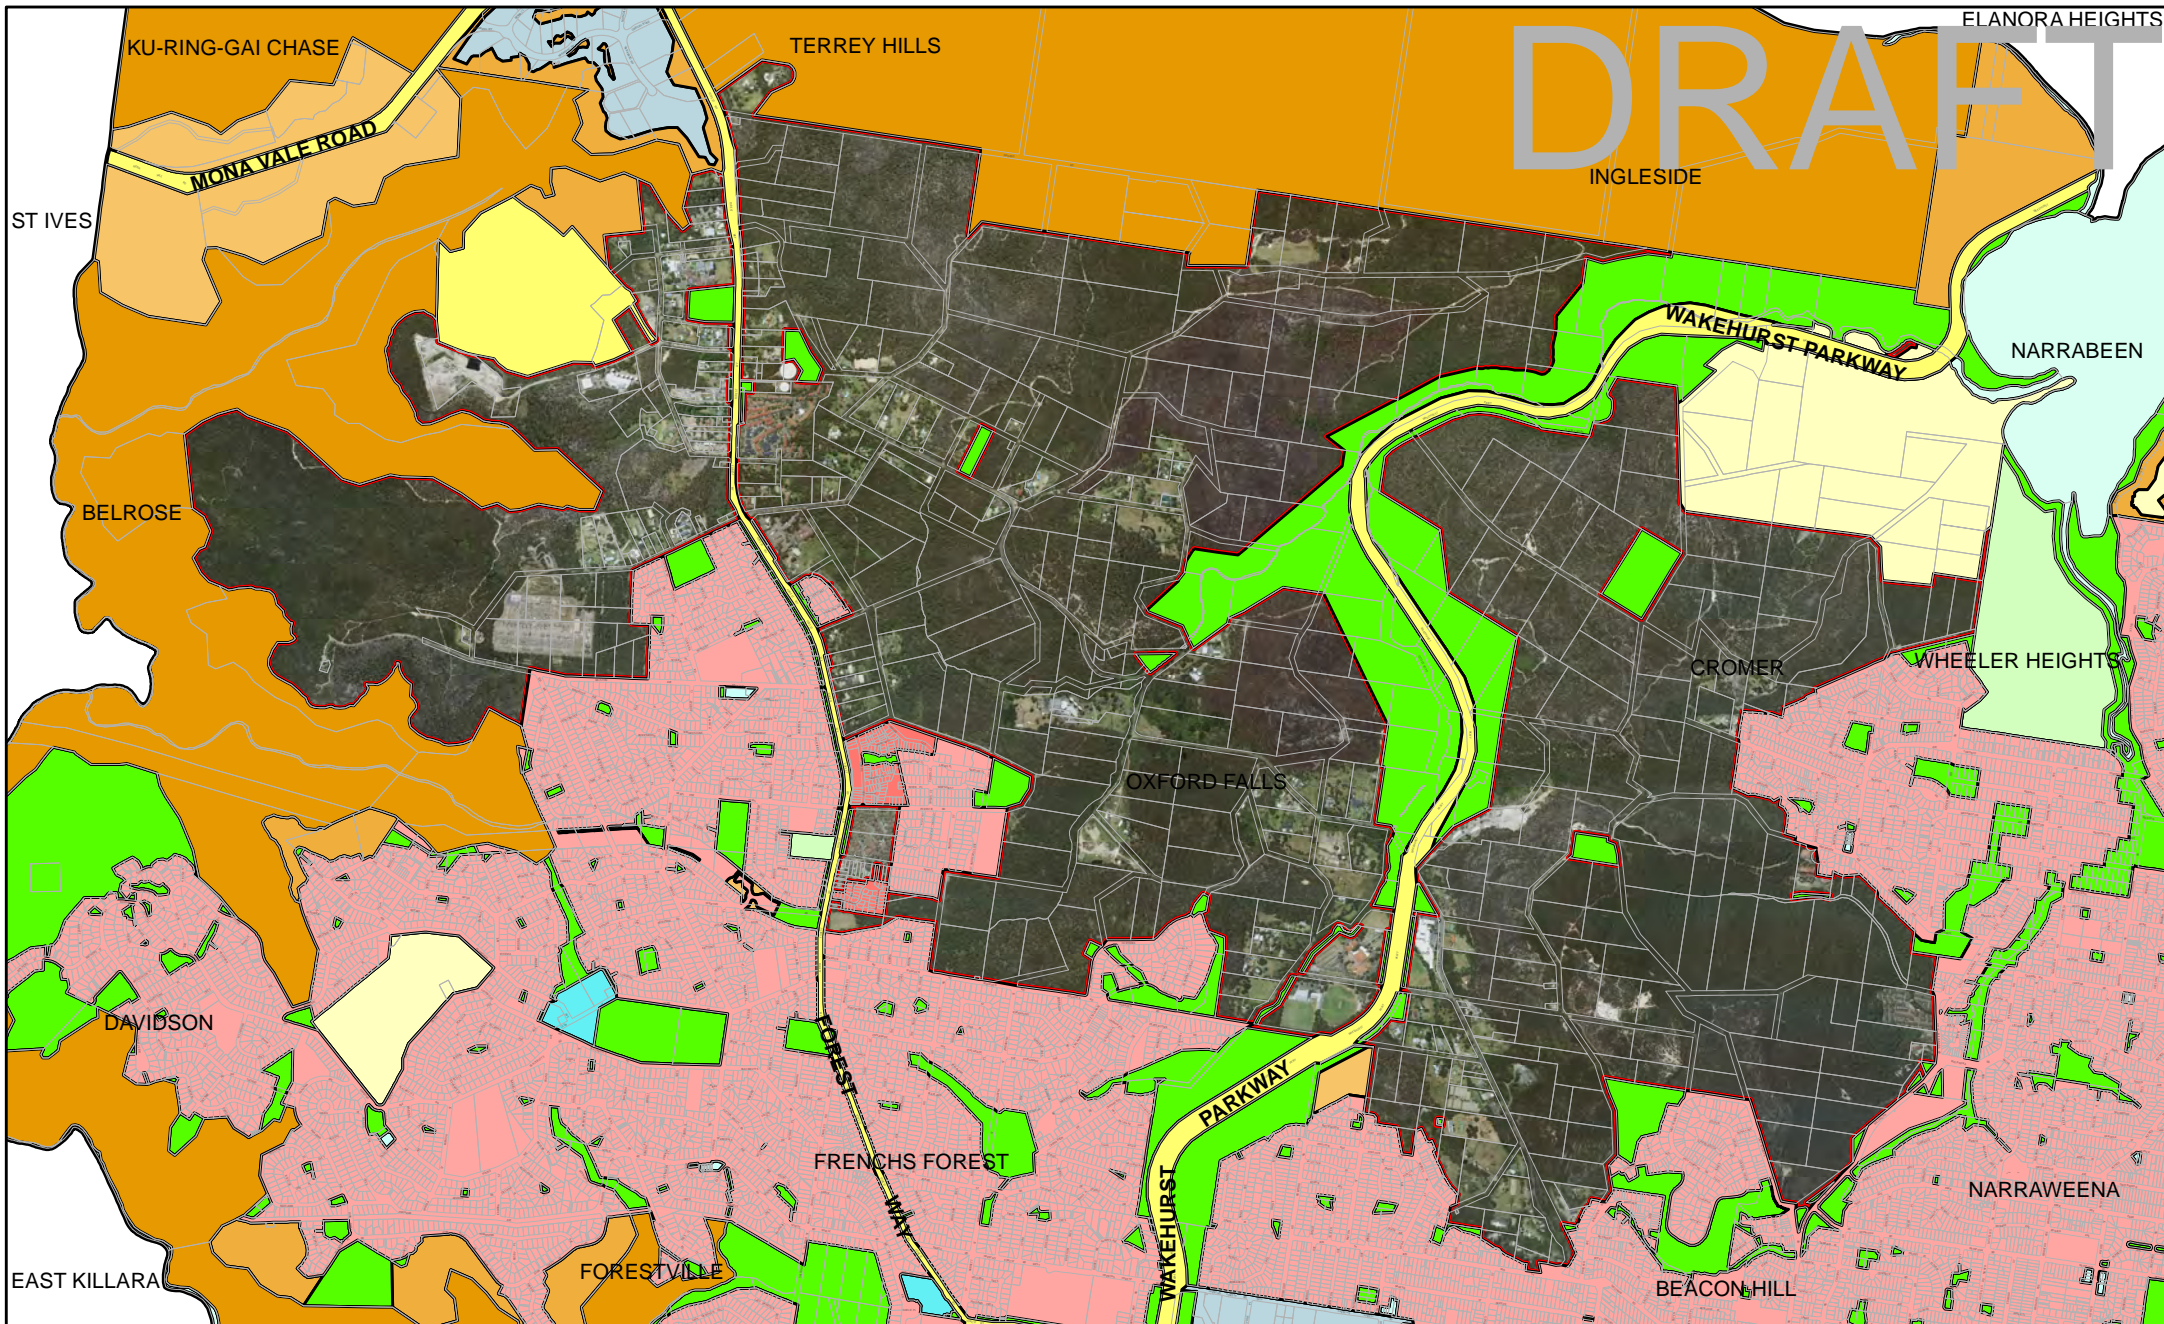 ELANORA HEIGHTS
DRAFT
KU-RING-GAI CHASE
TERREY HILLS
MONA VALE ROAD
INGLESIDE
ST IVES
WAKEHURST PARKWAY
NARRABEEN
BELROSE
CROMER
WHEELER HEIGHTS
OXFORD FALLS
DAVIDSON
FOREST
WAY
PARKWAY
WAKEHURST
FRENCHS FOREST
NARRAWEENA
EAST KILLARA
FORESTVILLE
BEACON HILL